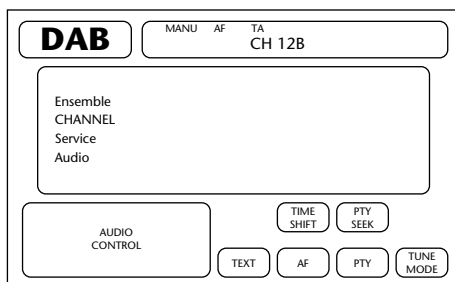 DAB
MANU AF TA
CH 12B
Ensemble
CHANNEL
Service
Audio
AUDIO
CONTROL
TIME
SHIFT
PTY
SEEK
TEXT
AF
PTY
TUNE
MODE